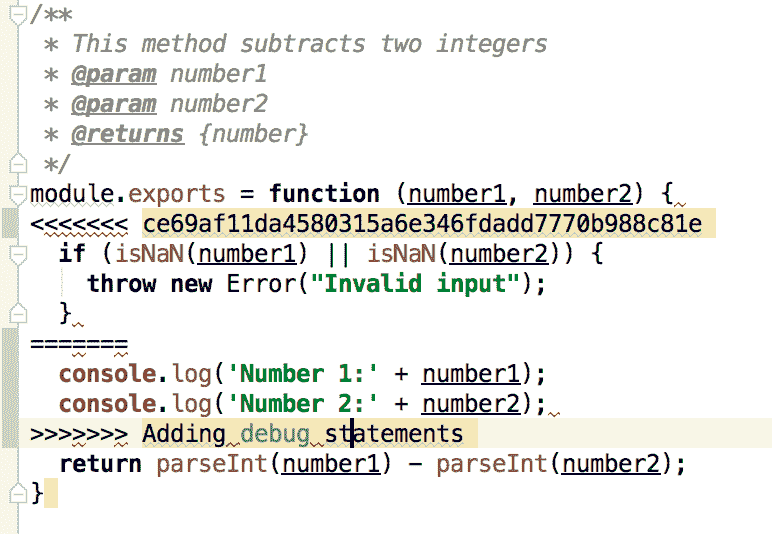 /**
 * This method subtracts two integers
 * @param number1
 * @param number2
 * @returns {number}
 */
module.exports = function (number1, number2) {
<<<<<<< ce69af11da4580315a6e346fdadd7770b988c81e
  if (isNaN(number1) || isNaN(number2)) {
    throw new Error("Invalid input");
  }
=======
  console.log('Number 1:' + number1);
  console.log('Number 2:' + number2);
>>>>>>> Adding debug statements
  return parseInt(number1) - parseInt(number2);
}